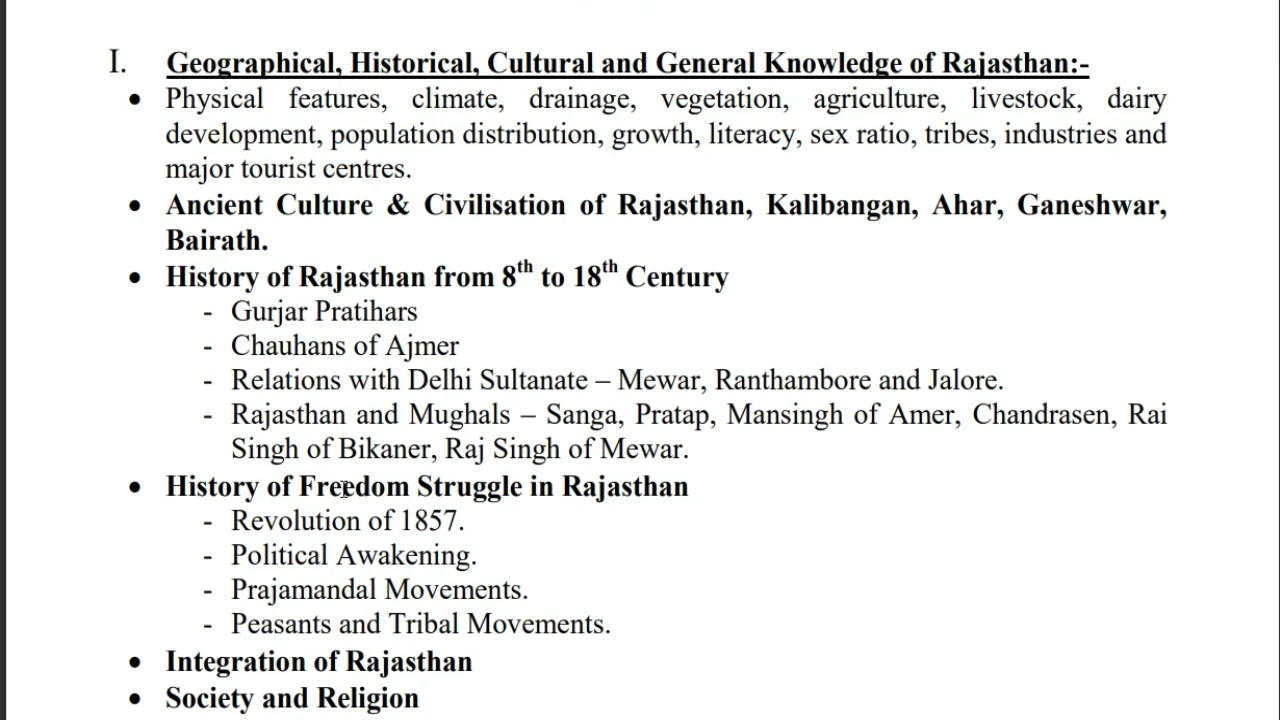 I. Geographical, Historical, Cultural and General Knowledge of Rajasthan:-
• Physical features, climate, drainage, vegetation, agriculture, livestock, dairy
development, population distribution, growth, literacy, sex ratio, tribes, industries and
major tourist centres.
• Ancient Culture & Civilisation of Rajasthan, Kalibangan, Ahar, Ganeshwar,
Bairath.
• History of Rajasthan from 8th to 18th Century
- Gurjar Pratihars
- Chauhans of Ajmer
- Relations with Delhi Sultanate – Mewar, Ranthambore and Jalore.
- Rajasthan and Mughals – Sanga, Pratap, Mansingh of Amer, Chandrasen, Rai
Singh of Bikaner, Raj Singh of Mewar.
• History of Freedom Struggle in Rajasthan
- Revolution of 1857.
- Political Awakening.
- Prajamandal Movements.
- Peasants and Tribal Movements.
• Integration of Rajasthan
• Society and Religion